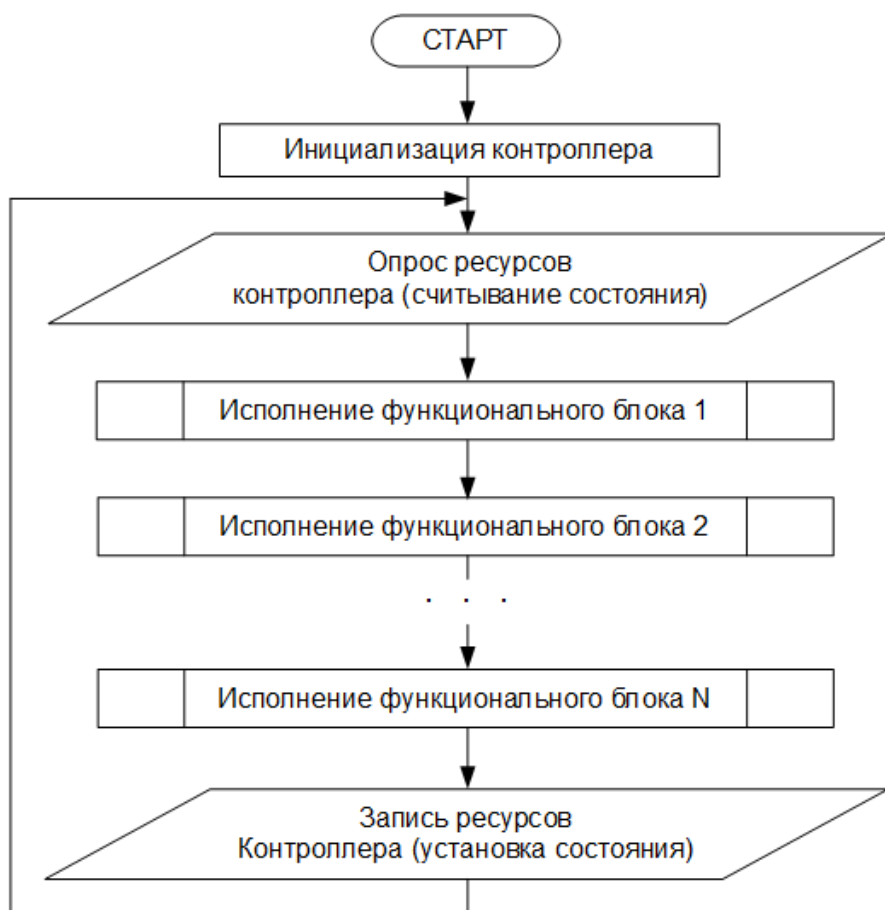 СТАРТ
Инициализация контроллера
Опрос ресурсов
контроллера (считывание состояния)
Исполнение функционального блока 1
Исполнение функционального блока 2
. . .
Исполнение функционального блока N
Запись ресурсов
Контроллера (установка состояния)